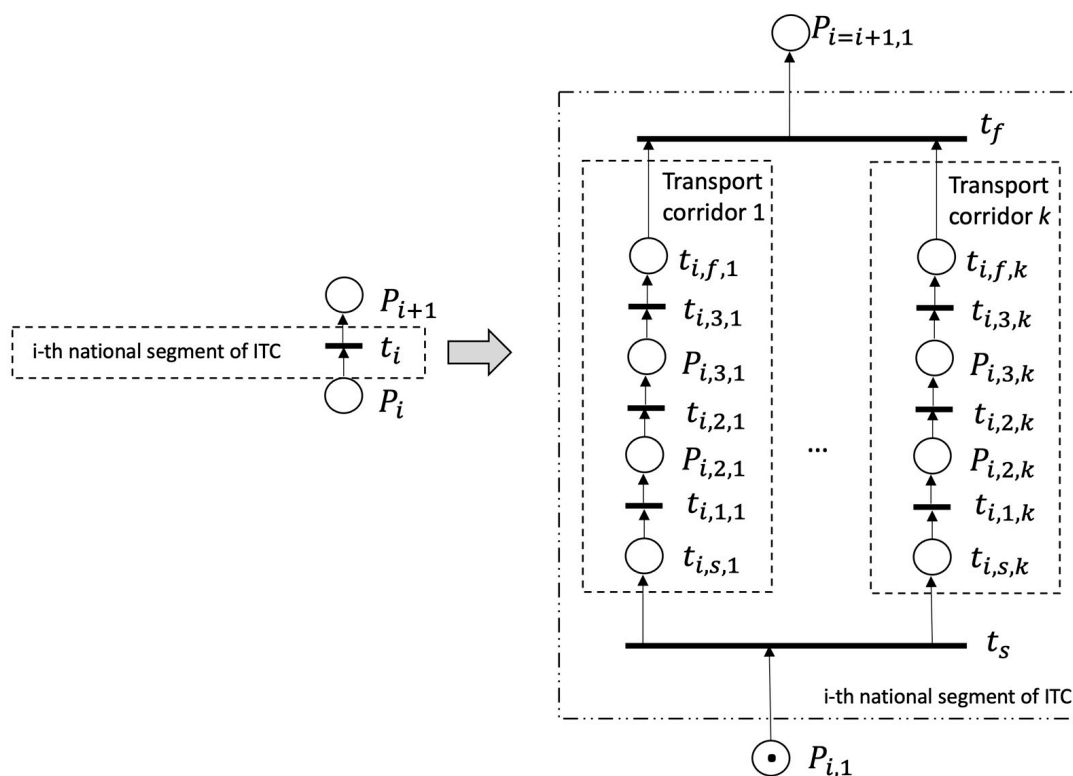 P_{i+1}
i-th national segment of ITC
t_i
P_i
P_{i=i+1,1}
t_f
Transport
corridor 1
t_{i,f,1}
t_{i,3,1}
P_{i,3,1}
t_{i,2,1}
P_{i,2,1}
t_{i,1,1}
t_{i,s,1}
...
Transport
corridor k
t_{i,f,k}
t_{i,3,k}
P_{i,3,k}
t_{i,2,k}
P_{i,2,k}
t_{i,1,k}
t_{i,s,k}
t_s
i-th national segment of ITC
P_{i,1}